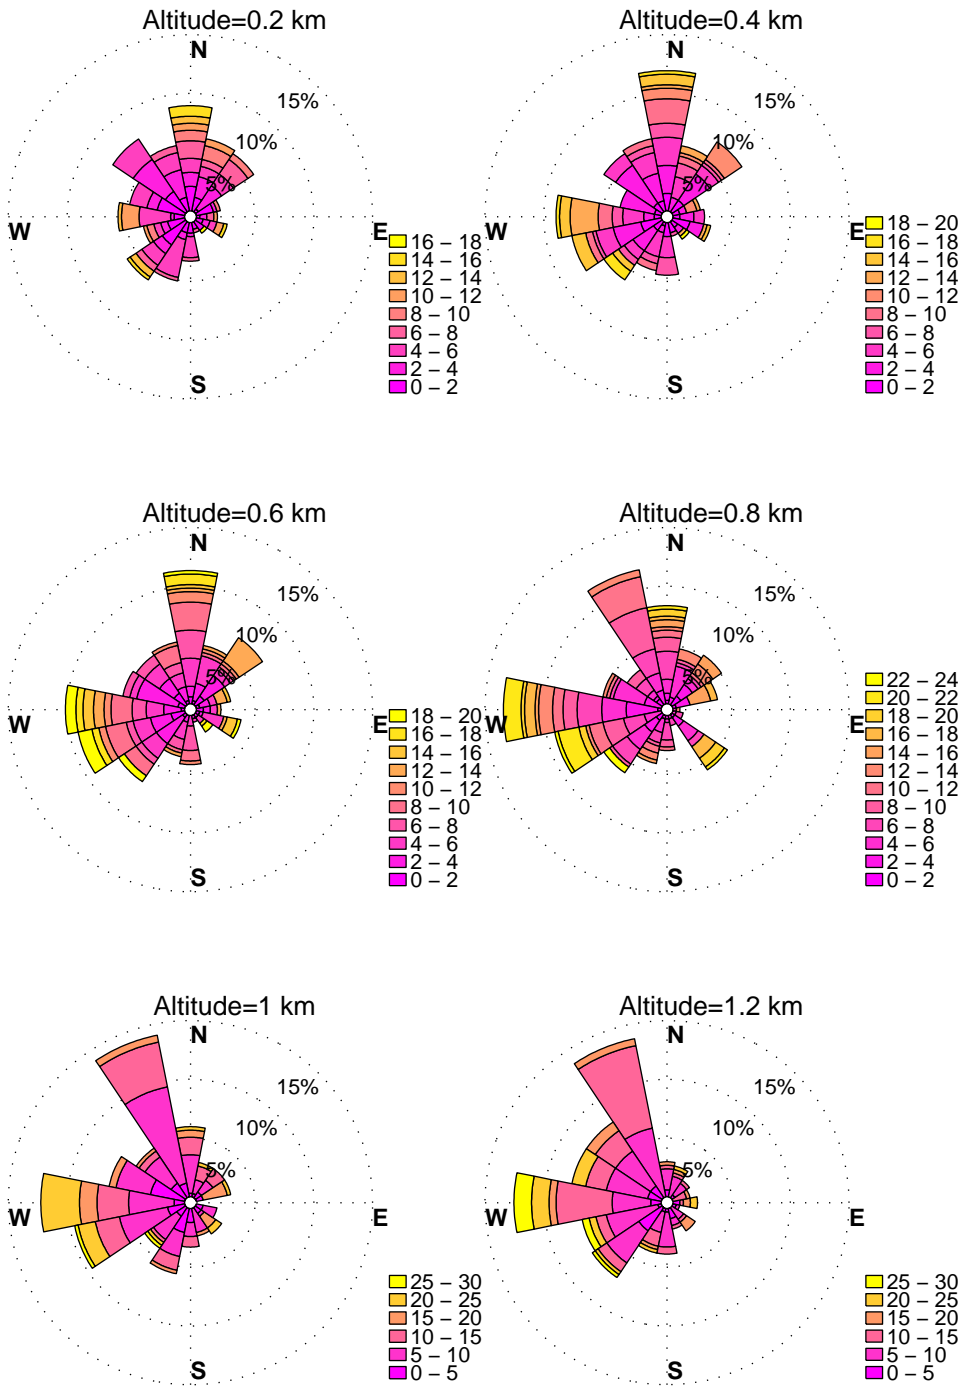 Altitude=0.2 km
N
15%
10%
5%
W
E
S
16 – 18
14 – 16
12 – 14
10 – 12
8 – 10
6 – 8
4 – 6
2 – 4
0 – 2
Altitude=0.4 km
N
15%
10%
5%
W
E
S
18 – 20
16 – 18
14 – 16
12 – 14
10 – 12
8 – 10
6 – 8
4 – 6
2 – 4
0 – 2
Altitude=0.6 km
N
15%
10%
5%
W
E
S
18 – 20
16 – 18
14 – 16
12 – 14
10 – 12
8 – 10
6 – 8
4 – 6
2 – 4
0 – 2
Altitude=0.8 km
N
15%
10%
5%
W
E
S
22 – 24
20 – 22
18 – 20
16 – 18
14 – 16
12 – 14
10 – 12
8 – 10
6 – 8
4 – 6
2 – 4
0 – 2
Altitude=1 km
N
15%
10%
5%
W
E
S
25 – 30
20 – 25
15 – 20
10 – 15
5 – 10
0 – 5
Altitude=1.2 km
N
15%
10%
5%
W
E
S
25 – 30
20 – 25
15 – 20
10 – 15
5 – 10
0 – 5